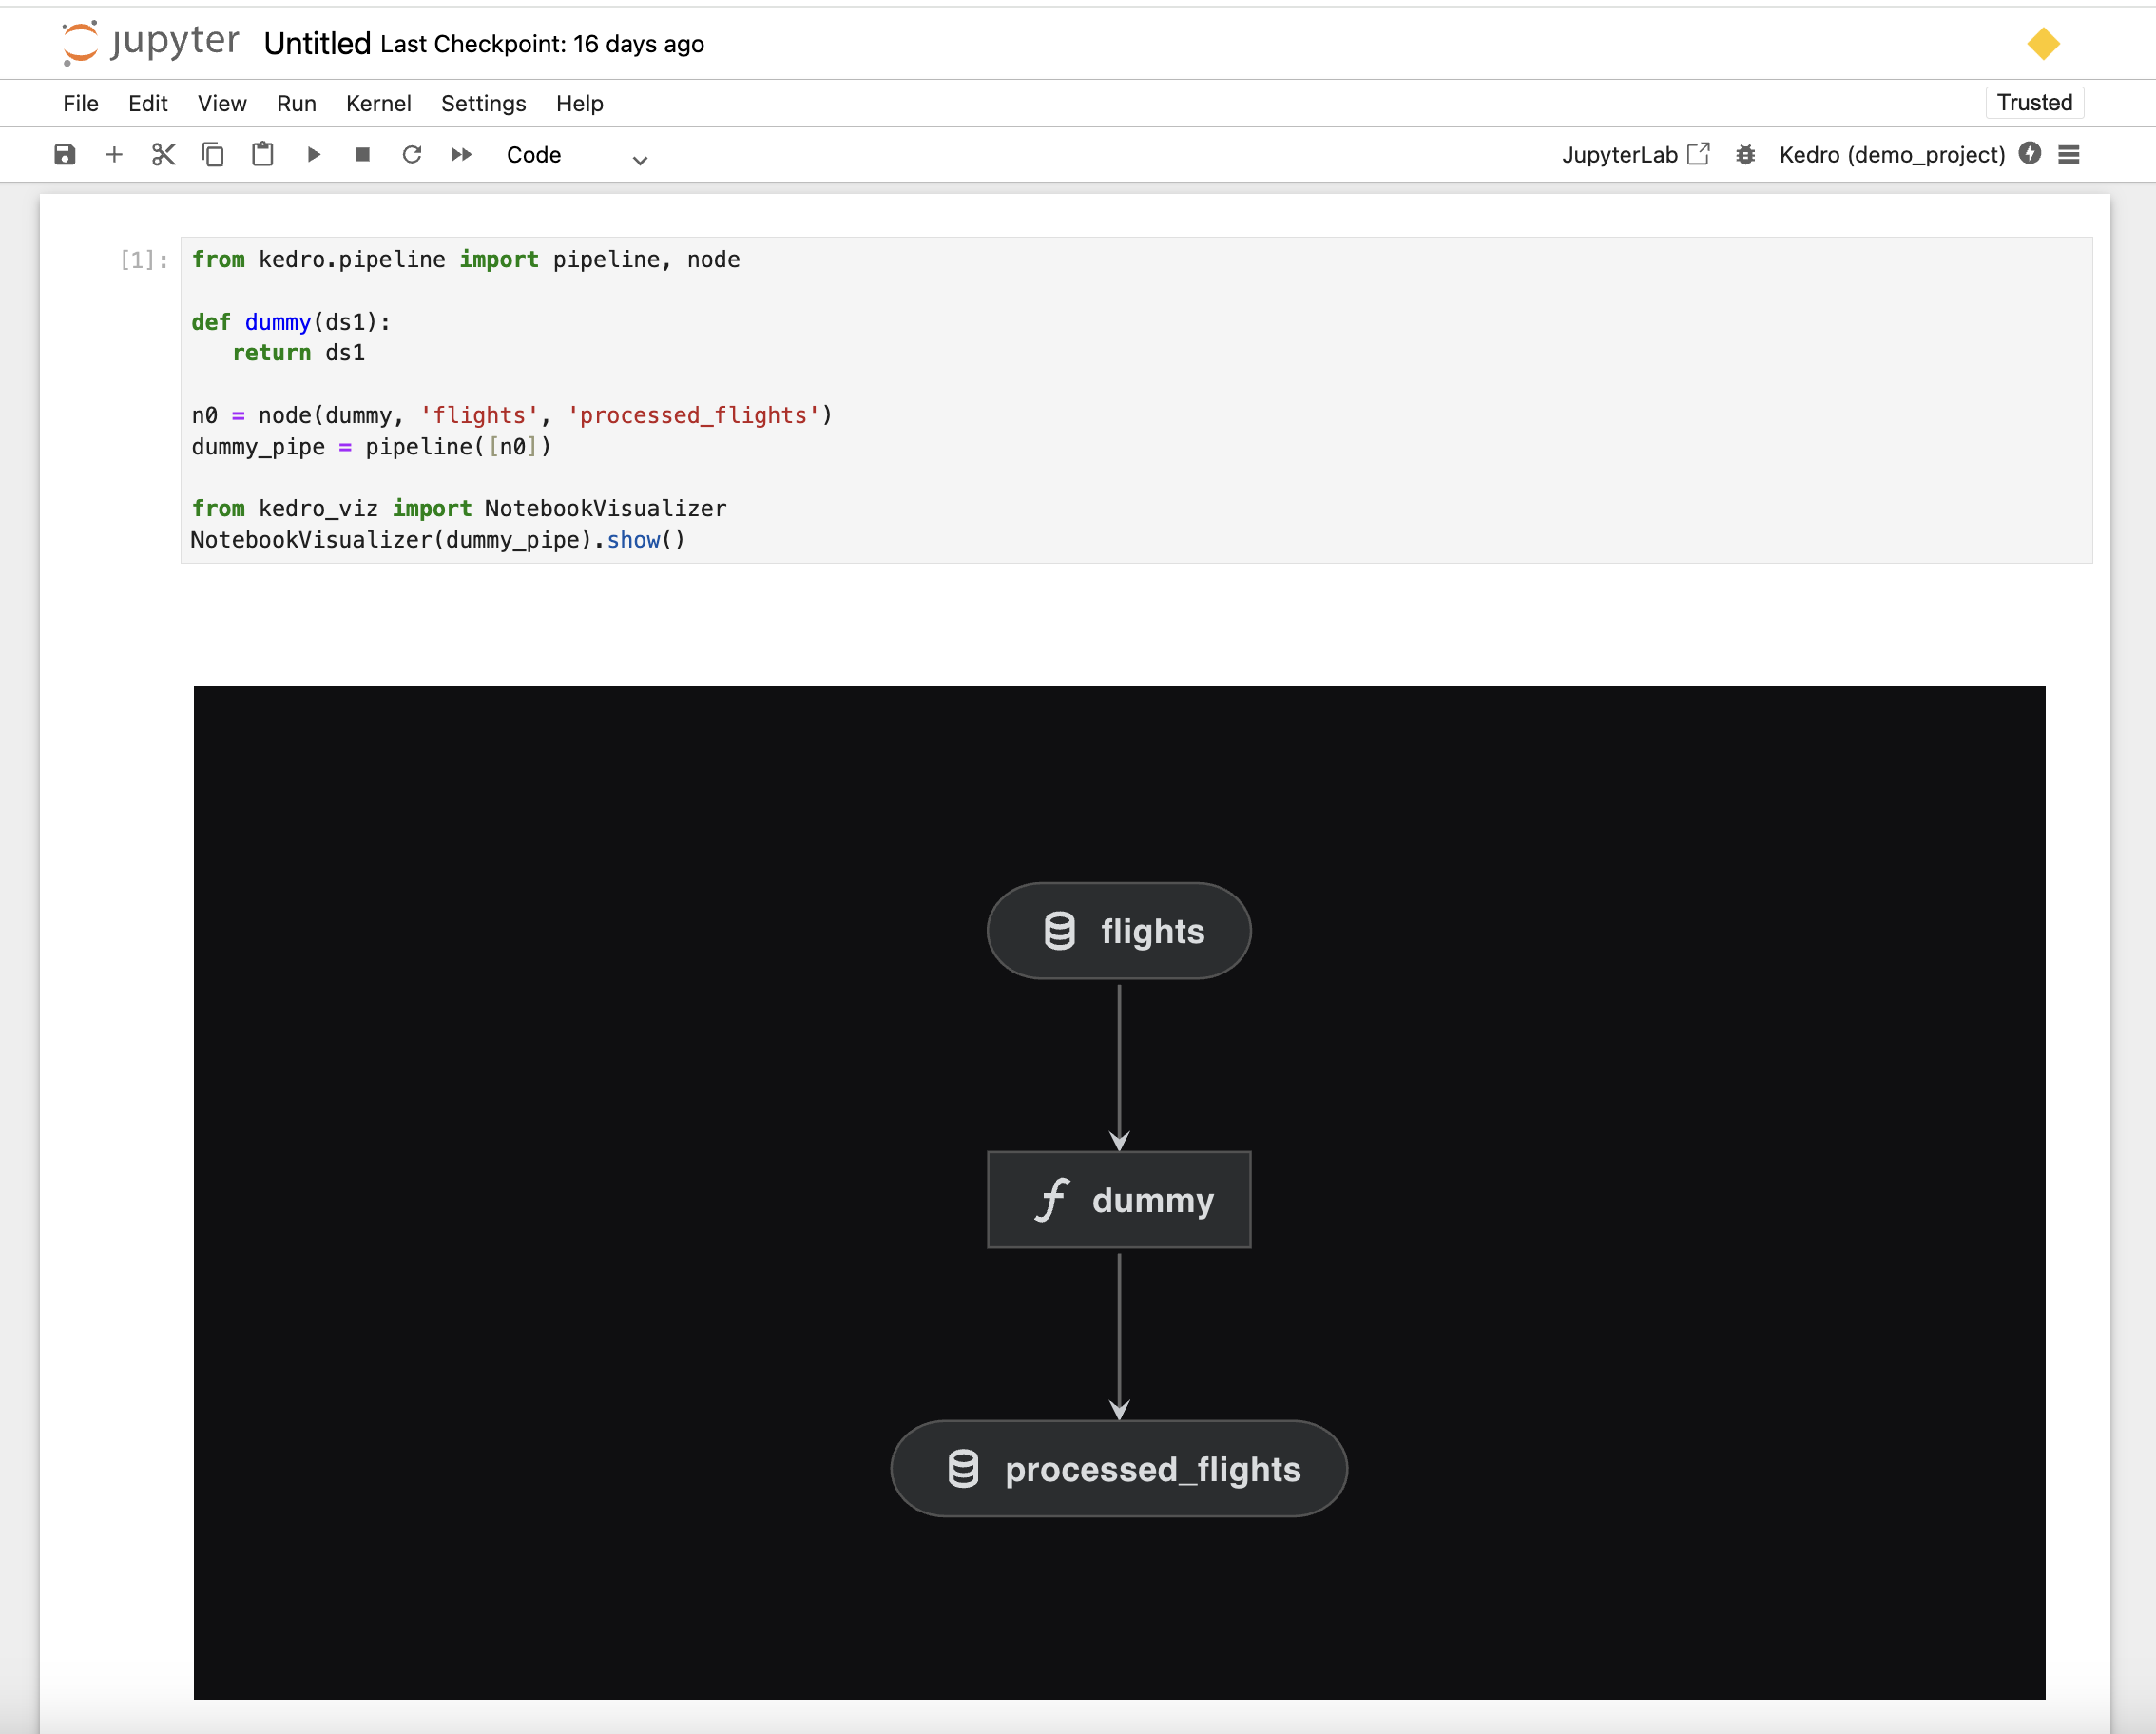 jupyter Untitled Last Checkpoint: 16 days ago
File Edit View Run Kernel Settings Help Trusted
Code JupyterLab Kedro (demo_project)
[1]: from kedro.pipeline import pipeline, node
def dummy(ds1):
return ds1
n0 = node(dummy, 'flights', 'processed_flights')
dummy_pipe = pipeline([n0])
from kedro_viz import NotebookVisualizer
NotebookVisualizer(dummy_pipe).show()
flights
f dummy
processed_flights